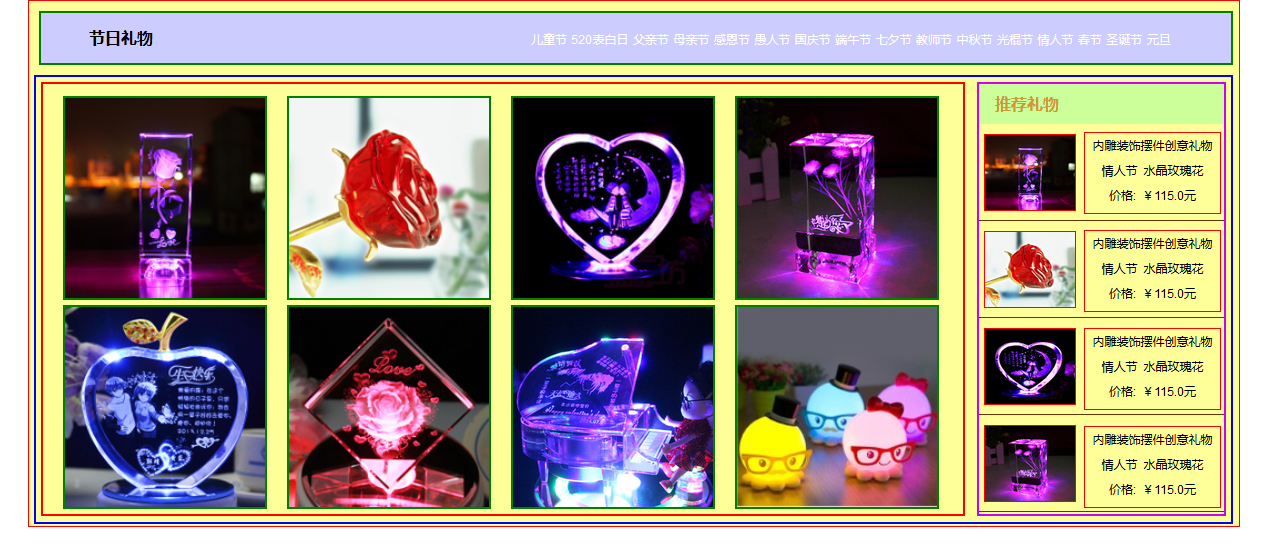 节日礼物
儿童节 520表白日 父亲节 母亲节 感恩节 愚人节 国庆节 端午节 七夕节 教师节 中秋节 光棍节 情人节 春节 圣诞节 元旦
推荐礼物
内雕装饰摆件创意礼物
情人节 水晶玫瑰花
价格: ￥115.0元
内雕装饰摆件创意礼物
情人节 水晶玫瑰花
价格: ￥115.0元
内雕装饰摆件创意礼物
情人节 水晶玫瑰花
价格: ￥115.0元
内雕装饰摆件创意礼物
情人节 水晶玫瑰花
价格: ￥115.0元
Love
生日快乐
Love